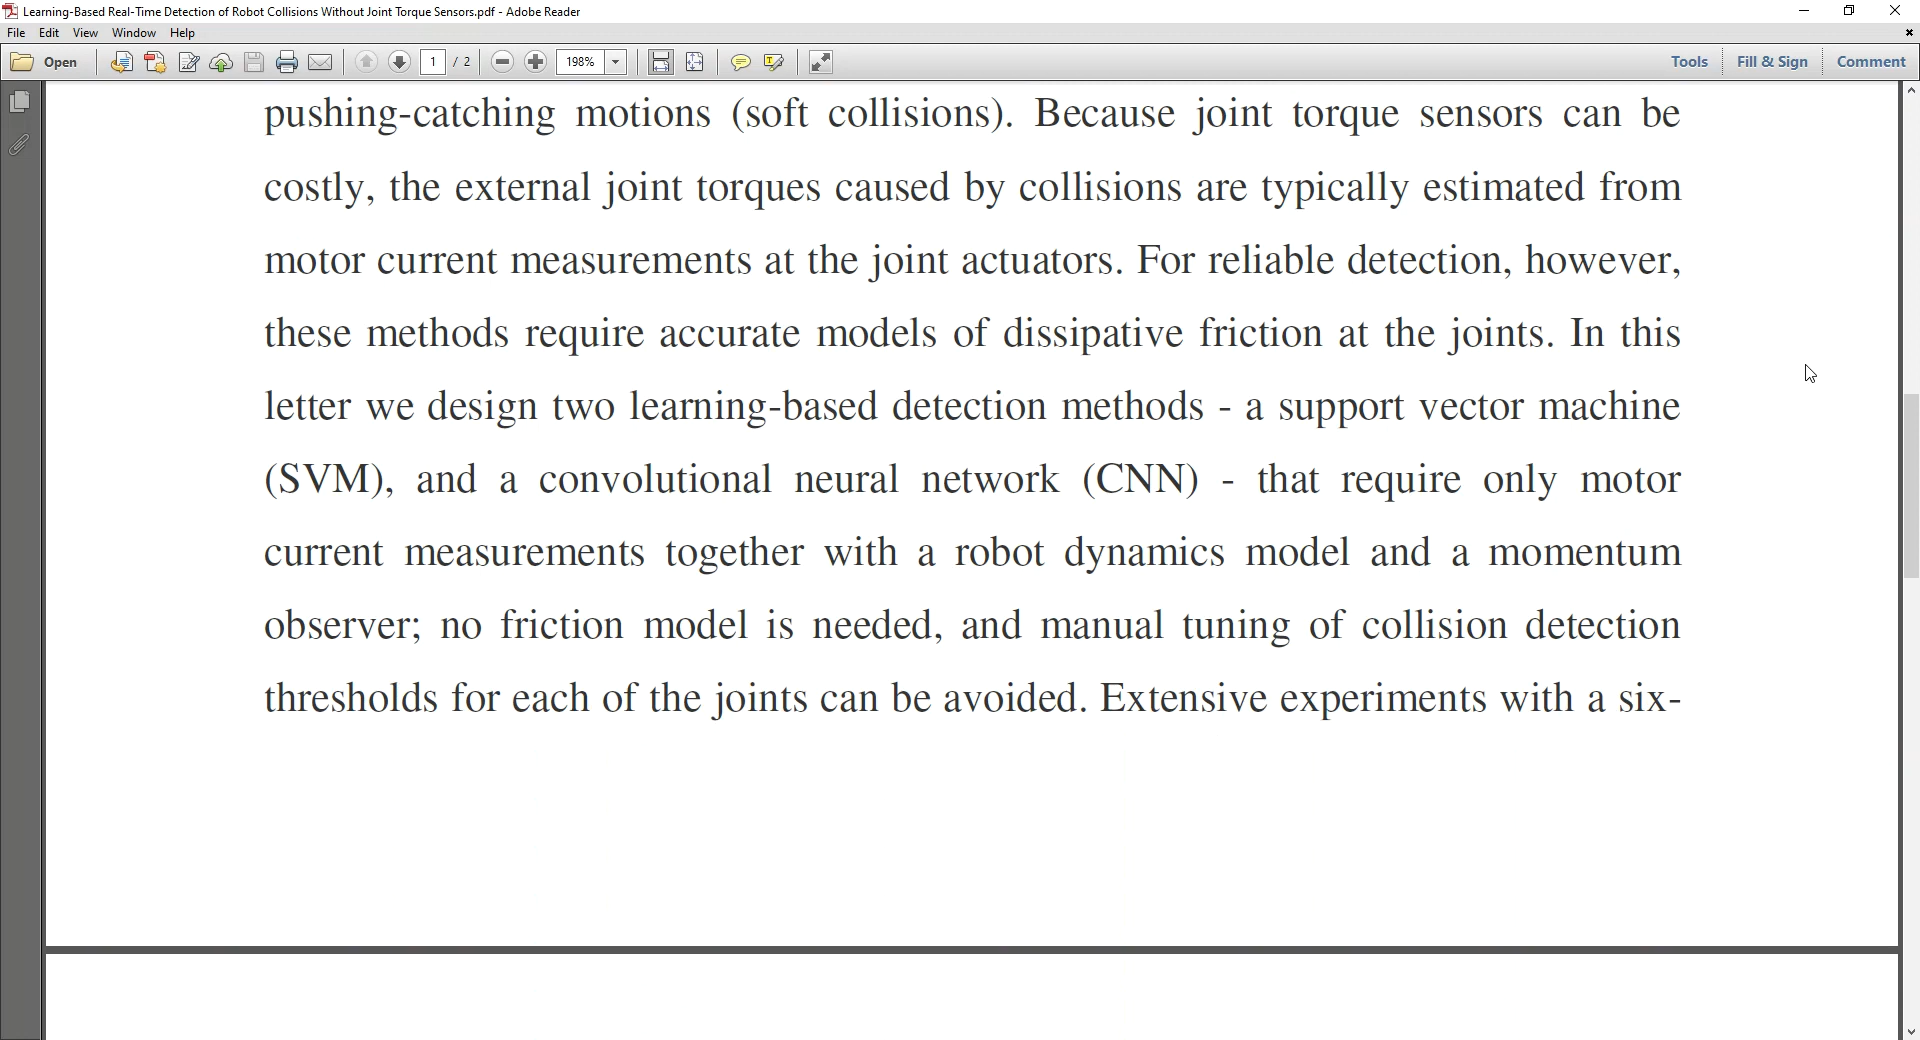 Learning-Based Real-Time Detection of Robot Collisions Without Joint Torque Sensors.pdf - Adobe Reader
File Edit View Window Help
Open 1 / 2 198% Tools Fill & Sign Comment
pushing-catching motions (soft collisions). Because joint torque sensors can be
costly, the external joint torques caused by collisions are typically estimated from
motor current measurements at the joint actuators. For reliable detection, however,
these methods require accurate models of dissipative friction at the joints. In this
letter we design two learning-based detection methods - a support vector machine
(SVM), and a convolutional neural network (CNN) - that require only motor
current measurements together with a robot dynamics model and a momentum
observer; no friction model is needed, and manual tuning of collision detection
thresholds for each of the joints can be avoided. Extensive experiments with a six-